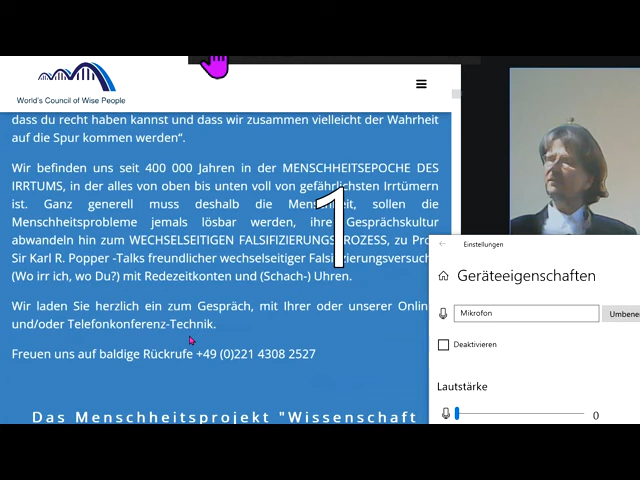 World's Council of Wise People
dass du recht haben kannst und dass wir zusammen vielleicht der Wahrheit
auf die Spur kommen werden“.
Wir befinden uns seit 400 000 Jahren in der MENSCHHEITSEPOCHE DES
IRRTUMS, in der alles von oben bis unten voll von gefährlichsten Irrtümern
ist. Ganz generell muss deshalb die Menschheit, sollen die
Menschheitsprobleme jemals lösbar werden, ihre Gesprächskultur
abwandeln hin zum WECHSELSEITIGEN FALSIFIZIERUNGSPROZESS, zu Prof
Sir Karl R. Popper -Talks freundlicher wechselseitiger Falsifizierungsversuch
(Wo irr ich, wo Du?) mit Redezeitkonten und (Schach-) Uhren.
Wir laden Sie herzlich ein zum Gespräch, mit Ihrer oder unserer Online
und/oder Telefonkonferenz-Technik.
Freuen uns auf baldige Rückrufe +49 (0)221 4308 2527
Das Menschheitsprojekt "Wissenschaft
1
Einstellungen
Geräteeigenschaften
Mikrofon
Umbene
Deaktivieren
Lautstärke
0